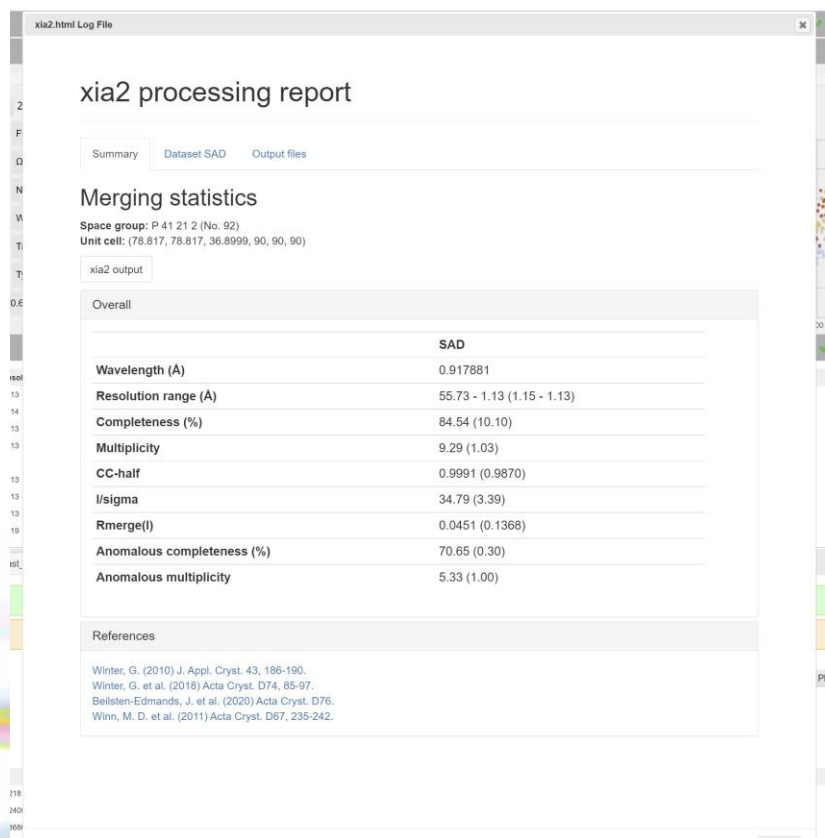 xia2.html Log File
xia2 processing report
Summary Dataset SAD Output files
Merging statistics
Space group: P 41 21 2 (No. 92)
Unit cell: (78.817, 78.817, 36.8999, 90, 90, 90)
xia2 output
Overall
SAD
Wavelength (Å) 0.917881
Resolution range (Å) 55.73 - 1.13 (1.15 - 1.13)
Completeness (%) 84.54 (10.10)
Multiplicity 9.29 (1.03)
CC-half 0.9991 (0.9870)
I/sigma 34.79 (3.39)
Rmerge(I) 0.0451 (0.1368)
Anomalous completeness (%) 70.65 (0.30)
Anomalous multiplicity 5.33 (1.00)
References
Winter, G. (2010) J. Appl. Cryst. 43, 186-190.
Winter, G. et al. (2018) Acta Cryst. D74, 85-97.
Beilsten-Edmands, J. et al. (2020) Acta Cryst. D76.
Winn, M. D. et al. (2011) Acta Cryst. D67, 235-242.